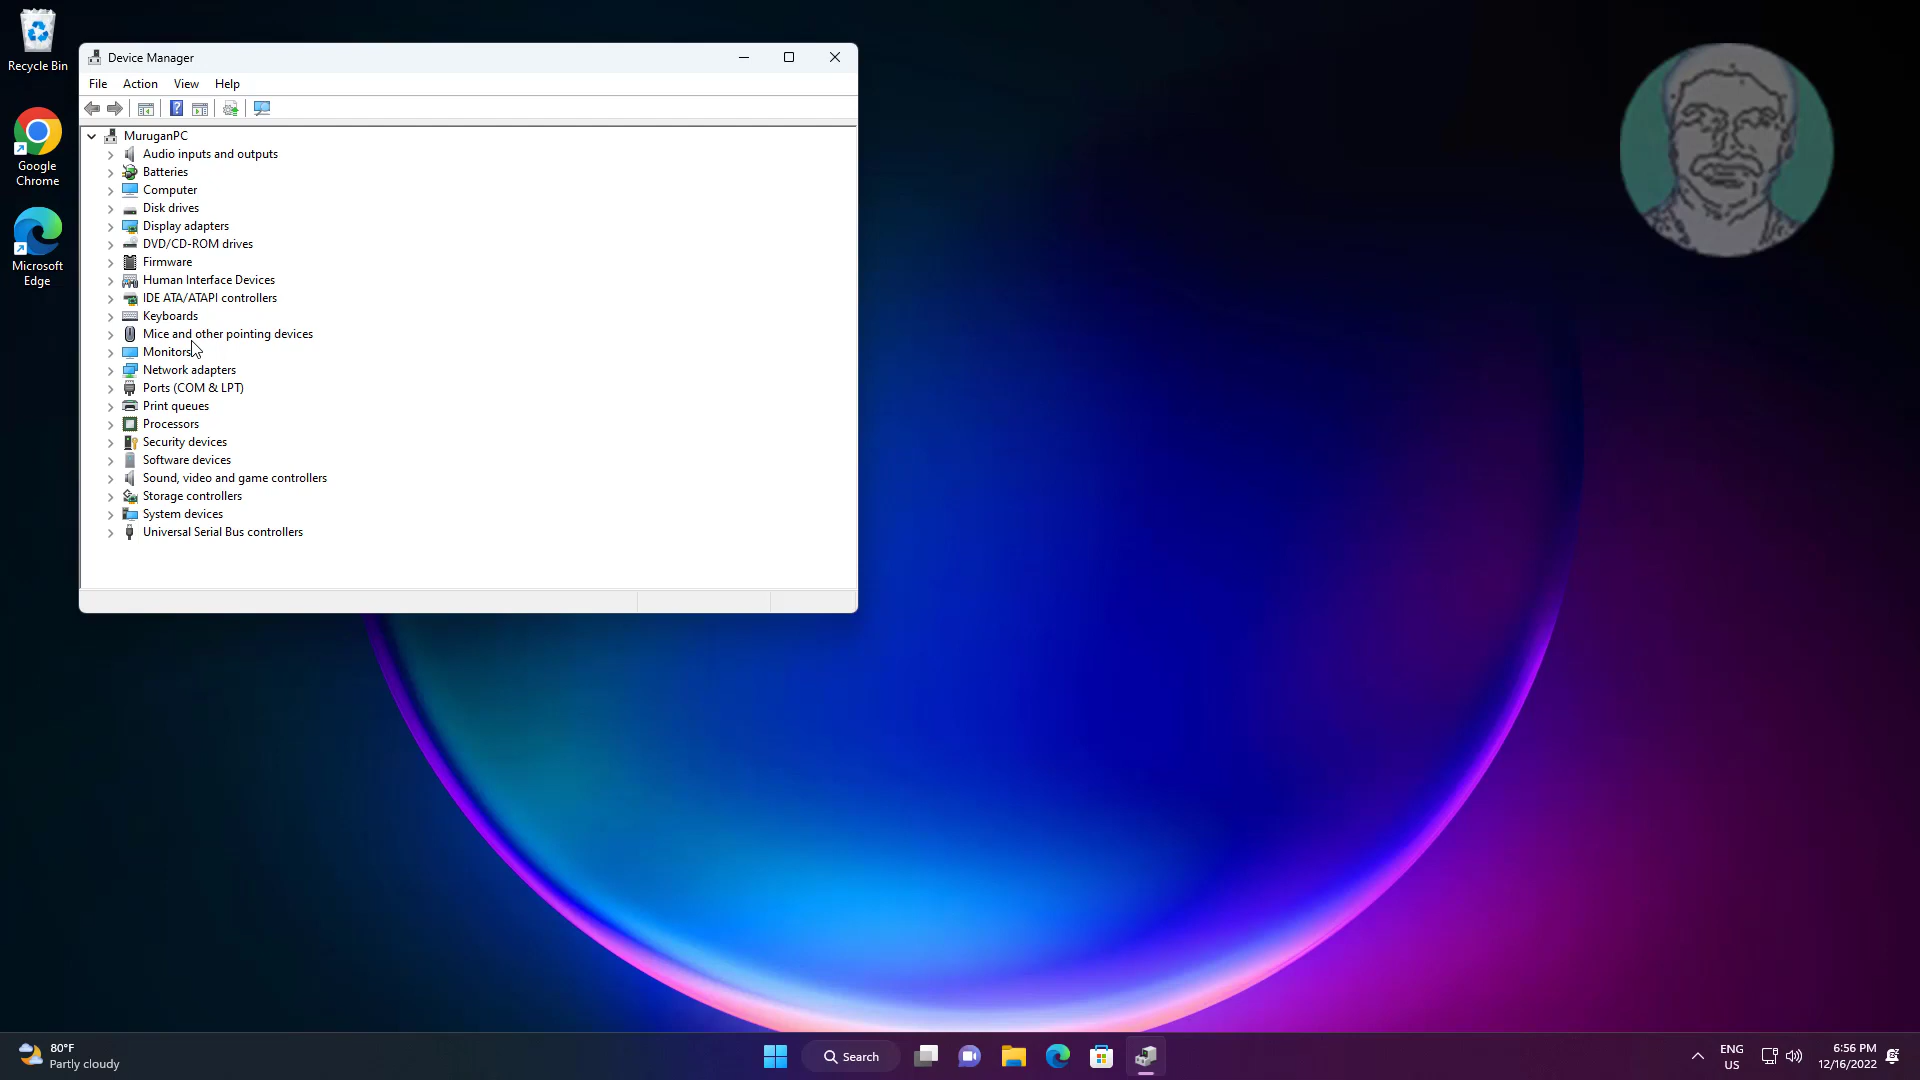 Recycle Bin
Google
Chrome
Microsoft
Edge
Device Manager
File Action View Help
MuruganPC
Audio inputs and outputs
Batteries
Computer
Disk drives
Display adapters
DVD/CD-ROM drives
Firmware
Human Interface Devices
IDE ATA/ATAPI controllers
Keyboards
Mice and other pointing devices
Monitors
Network adapters
Ports (COM & LPT)
Print queues
Processors
Security devices
Software devices
Sound, video and game controllers
Storage controllers
System devices
Universal Serial Bus controllers
80°F
Partly cloudy
Search
ENG
US
6:56 PM
12/16/2022